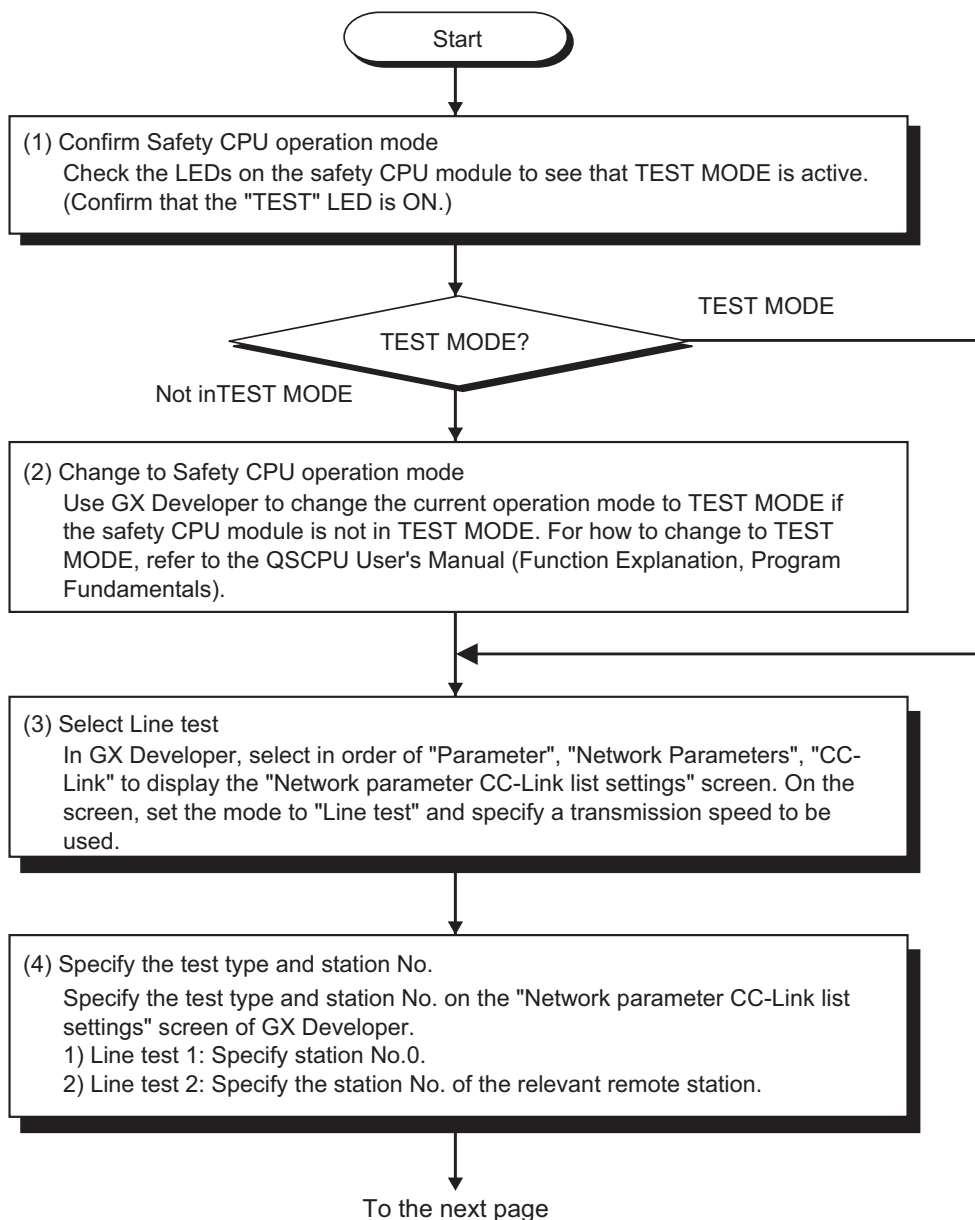 Start
(1) Confirm Safety CPU operation mode
Check the LEDs on the safety CPU module to see that TEST MODE is active.
(Confirm that the "TEST" LED is ON.)
TEST MODE
TEST MODE?
Not inTEST MODE
(2) Change to Safety CPU operation mode
Use GX Developer to change the current operation mode to TEST MODE if
the safety CPU module is not in TEST MODE. For how to change to TEST
MODE, refer to the QSCPU User's Manual (Function Explanation, Program
Fundamentals).
(3) Select Line test
In GX Developer, select in order of "Parameter", "Network Parameters", "CC-
Link" to display the "Network parameter CC-Link list settings" screen. On the
screen, set the mode to "Line test" and specify a transmission speed to be
used.
(4) Specify the test type and station No.
Specify the test type and station No. on the "Network parameter CC-Link list
settings" screen of GX Developer.
1) Line test 1: Specify station No.0.
2) Line test 2: Specify the station No. of the relevant remote station.
To the next page